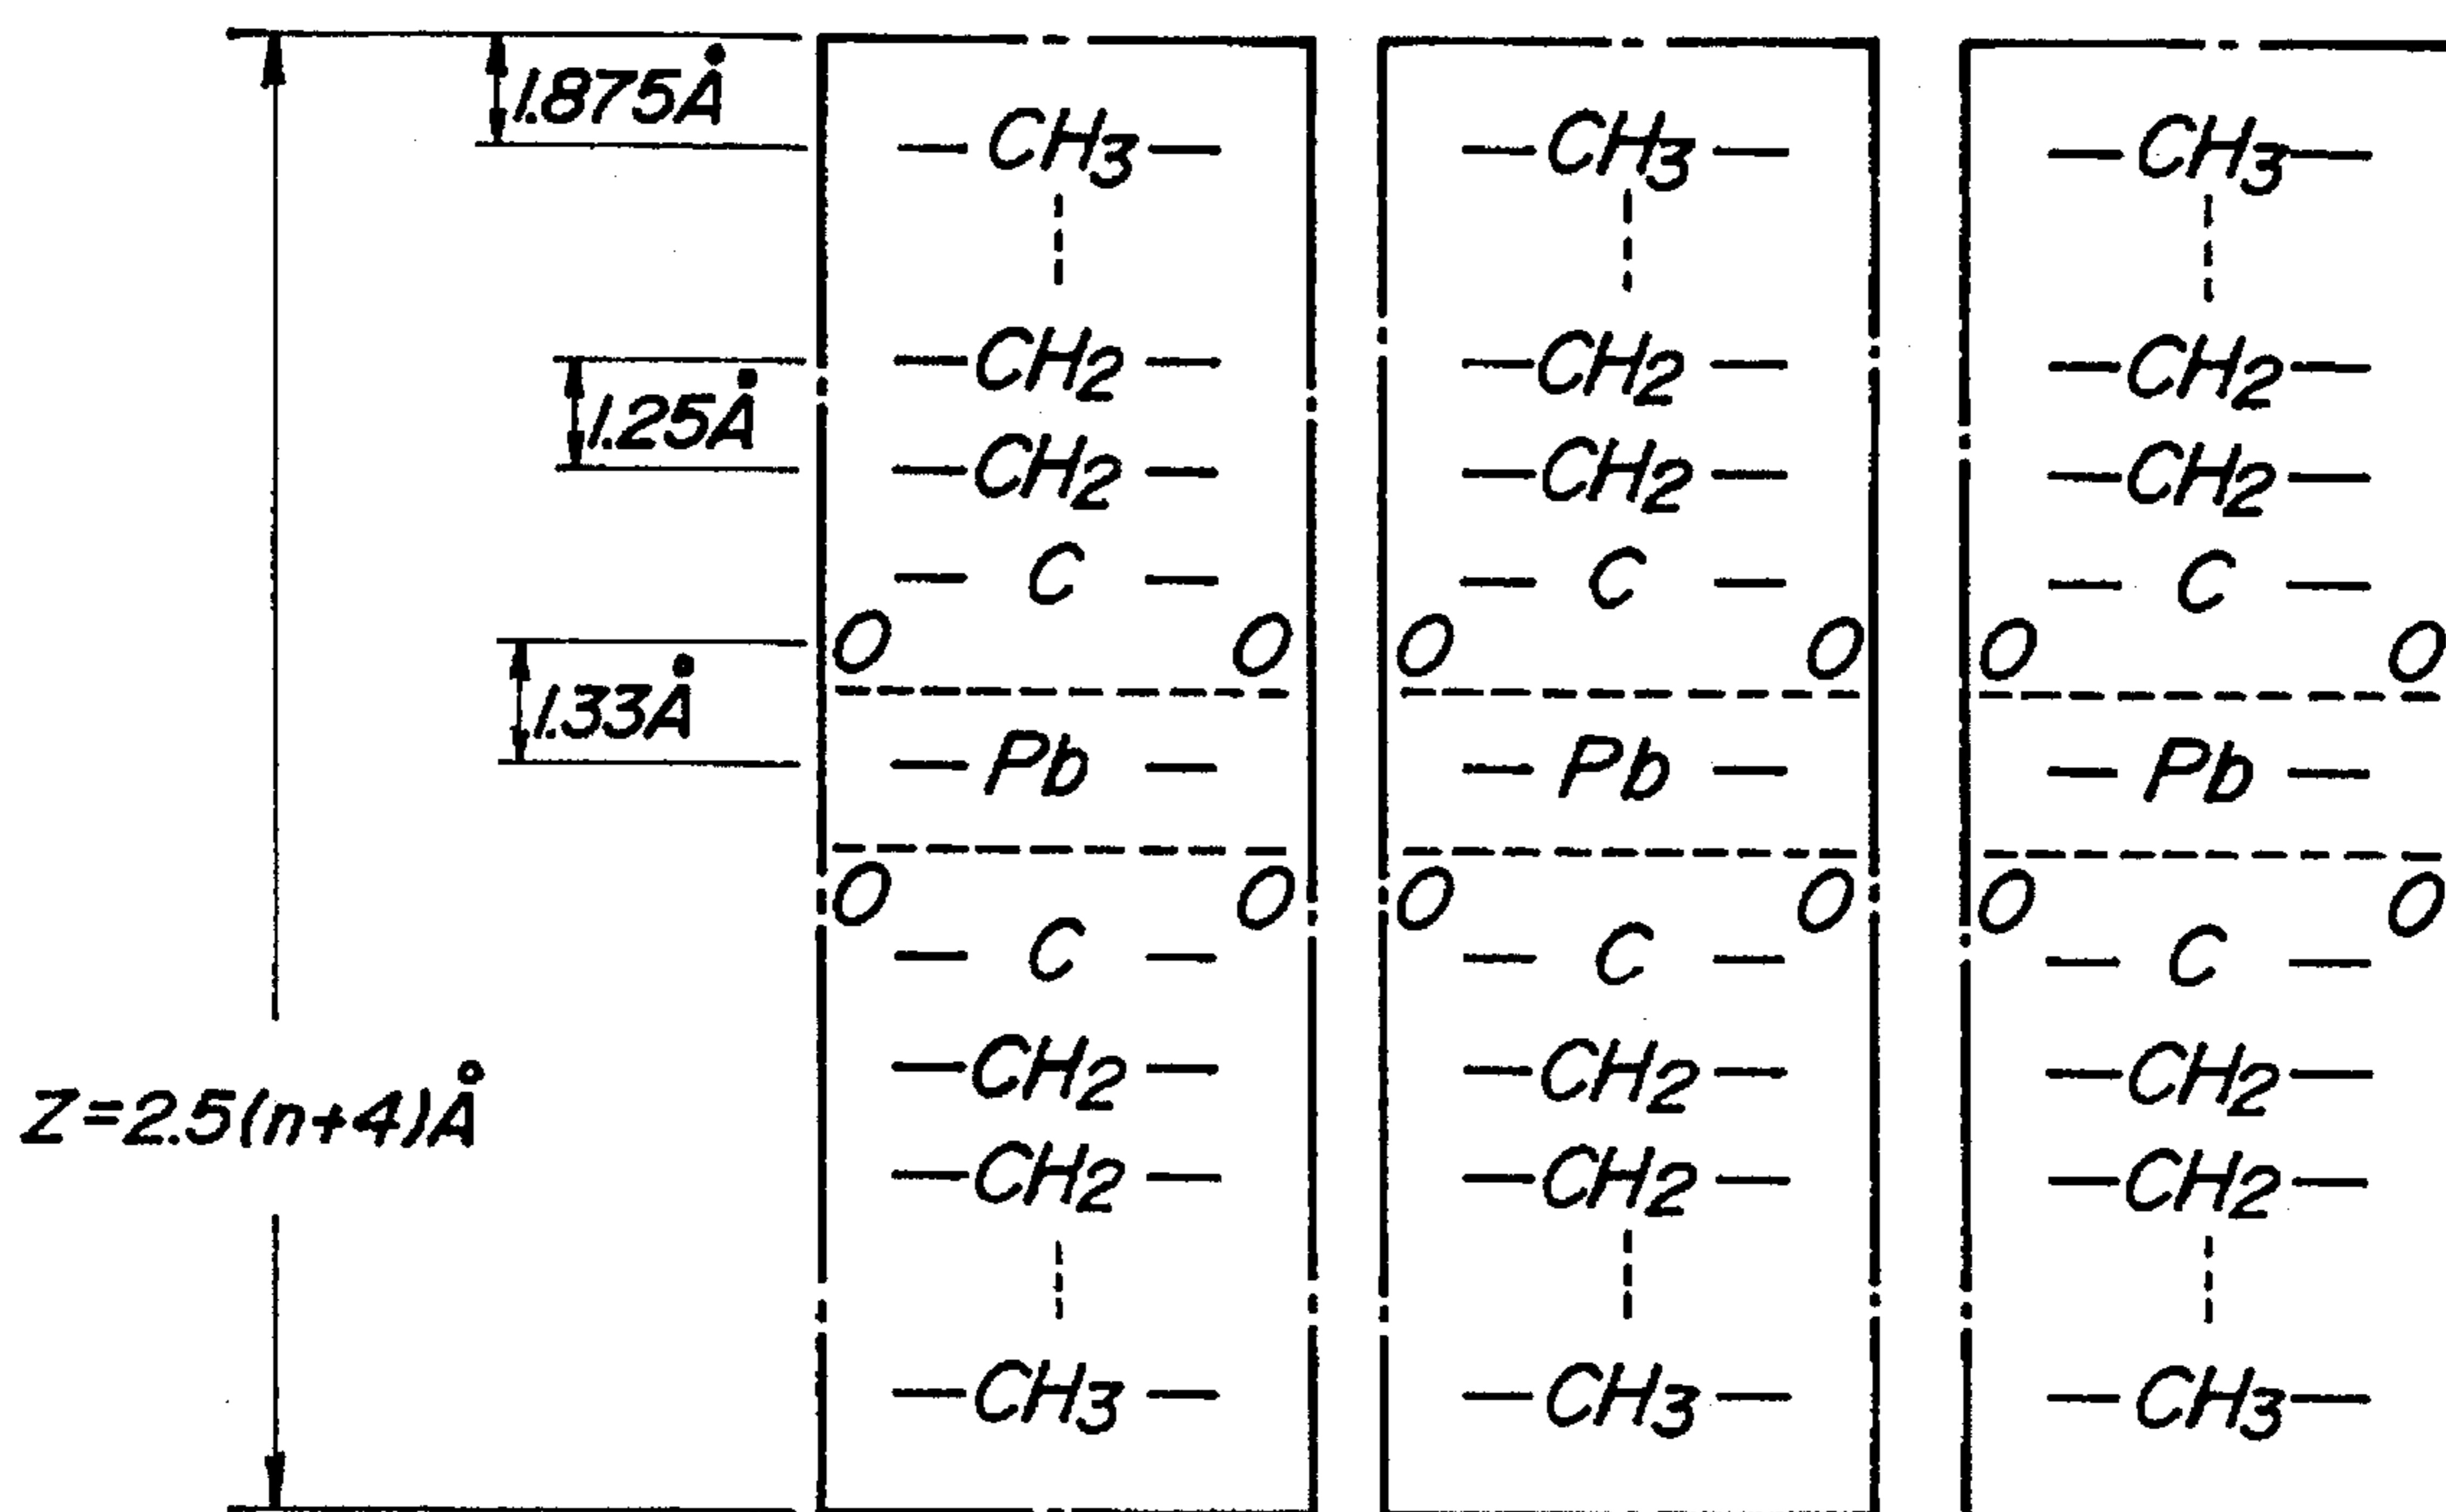 1.875Å
CH3 CH3 CH3
CH2 CH2 CH2
1.25Å
CH2 CH2 CH2
C C C
O O O O O O
1.33Å
Pb Pb Pb
O O O O O O
C C C
CH2 CH2 CH2
Z=2.5(n+4)Å
CH2 CH2 CH2
CH3 CH3 CH3